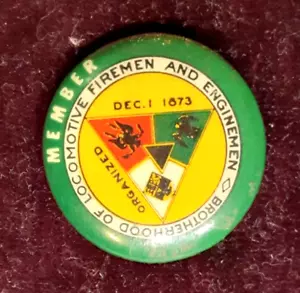 MEMBER
BROTHERHOOD OF LOCOMOTIVE FIREMEN AND ENGINEMEN
ORGANIZED
DEC. 1 1873